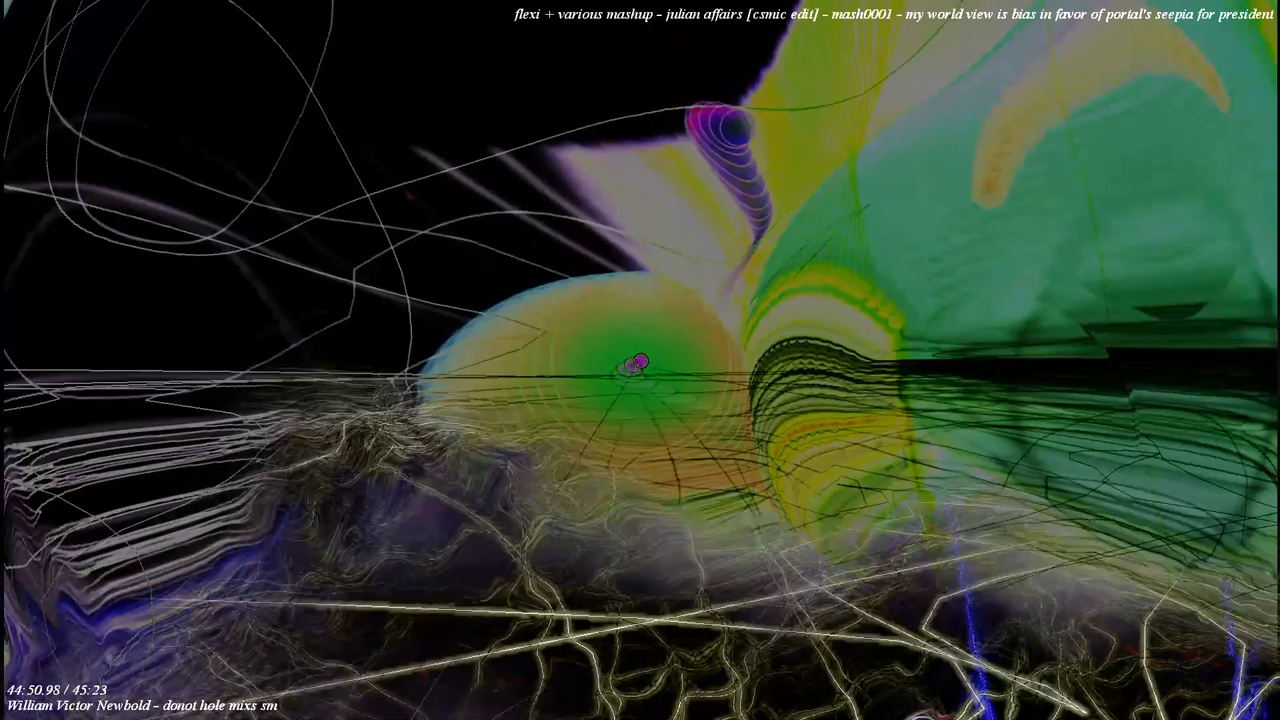 flexi + various mashup - julian affairs [csmic edit] - mash0001 - my world view is bias in favor of portal's seepia for president
44:50.98 / 45:23
William Victor Newbold - donot hole mixs sm